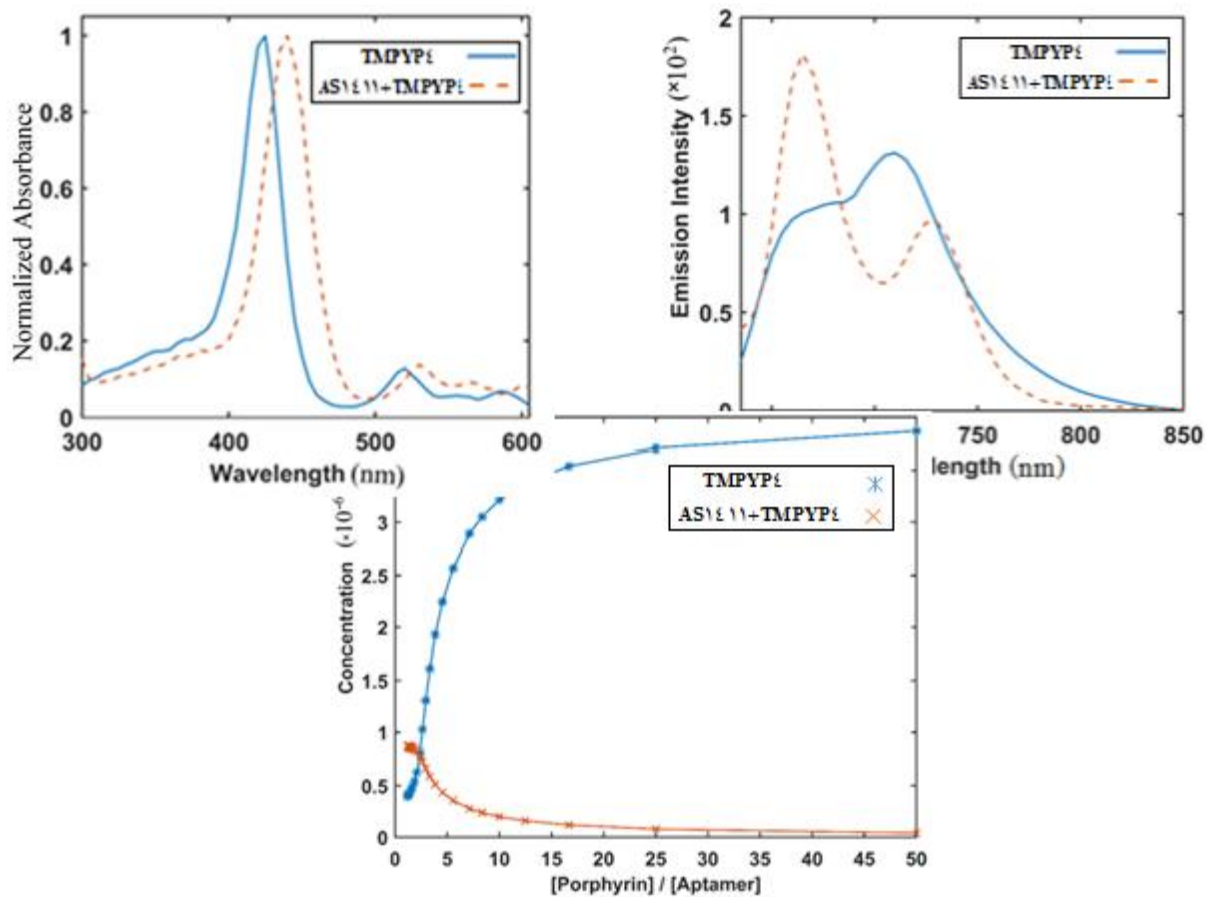 TMPYP٤
AS١٤١١+TMPYP٤
Normalized Absorbance
1
0.8
0.6
0.4
0.2
0
300 400 500 600
Wavelength (nm)
TMPYP٤
AS١٤١١+TMPYP٤
Emission Intensity (×10²)
2
1.5
1
0.5
750 800 850
length (nm)
TMPYP٤
AS١٤١١+TMPYP٤
Concentration (×10⁻⁶
3
2.5
2
1.5
1
0.5
0
0 5 10 15 20 25 30 35 40 45 50
[Porphyrin] / [Aptamer]